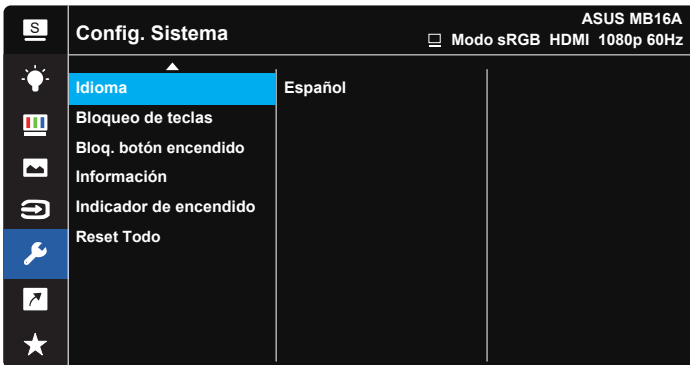 S
Config. Sistema
ASUS MB16A
Modo sRGB HDMI 1080p 60Hz
Idioma
Español
Bloqueo de teclas
Bloq. botón encendido
Información
Indicador de encendido
Reset Todo